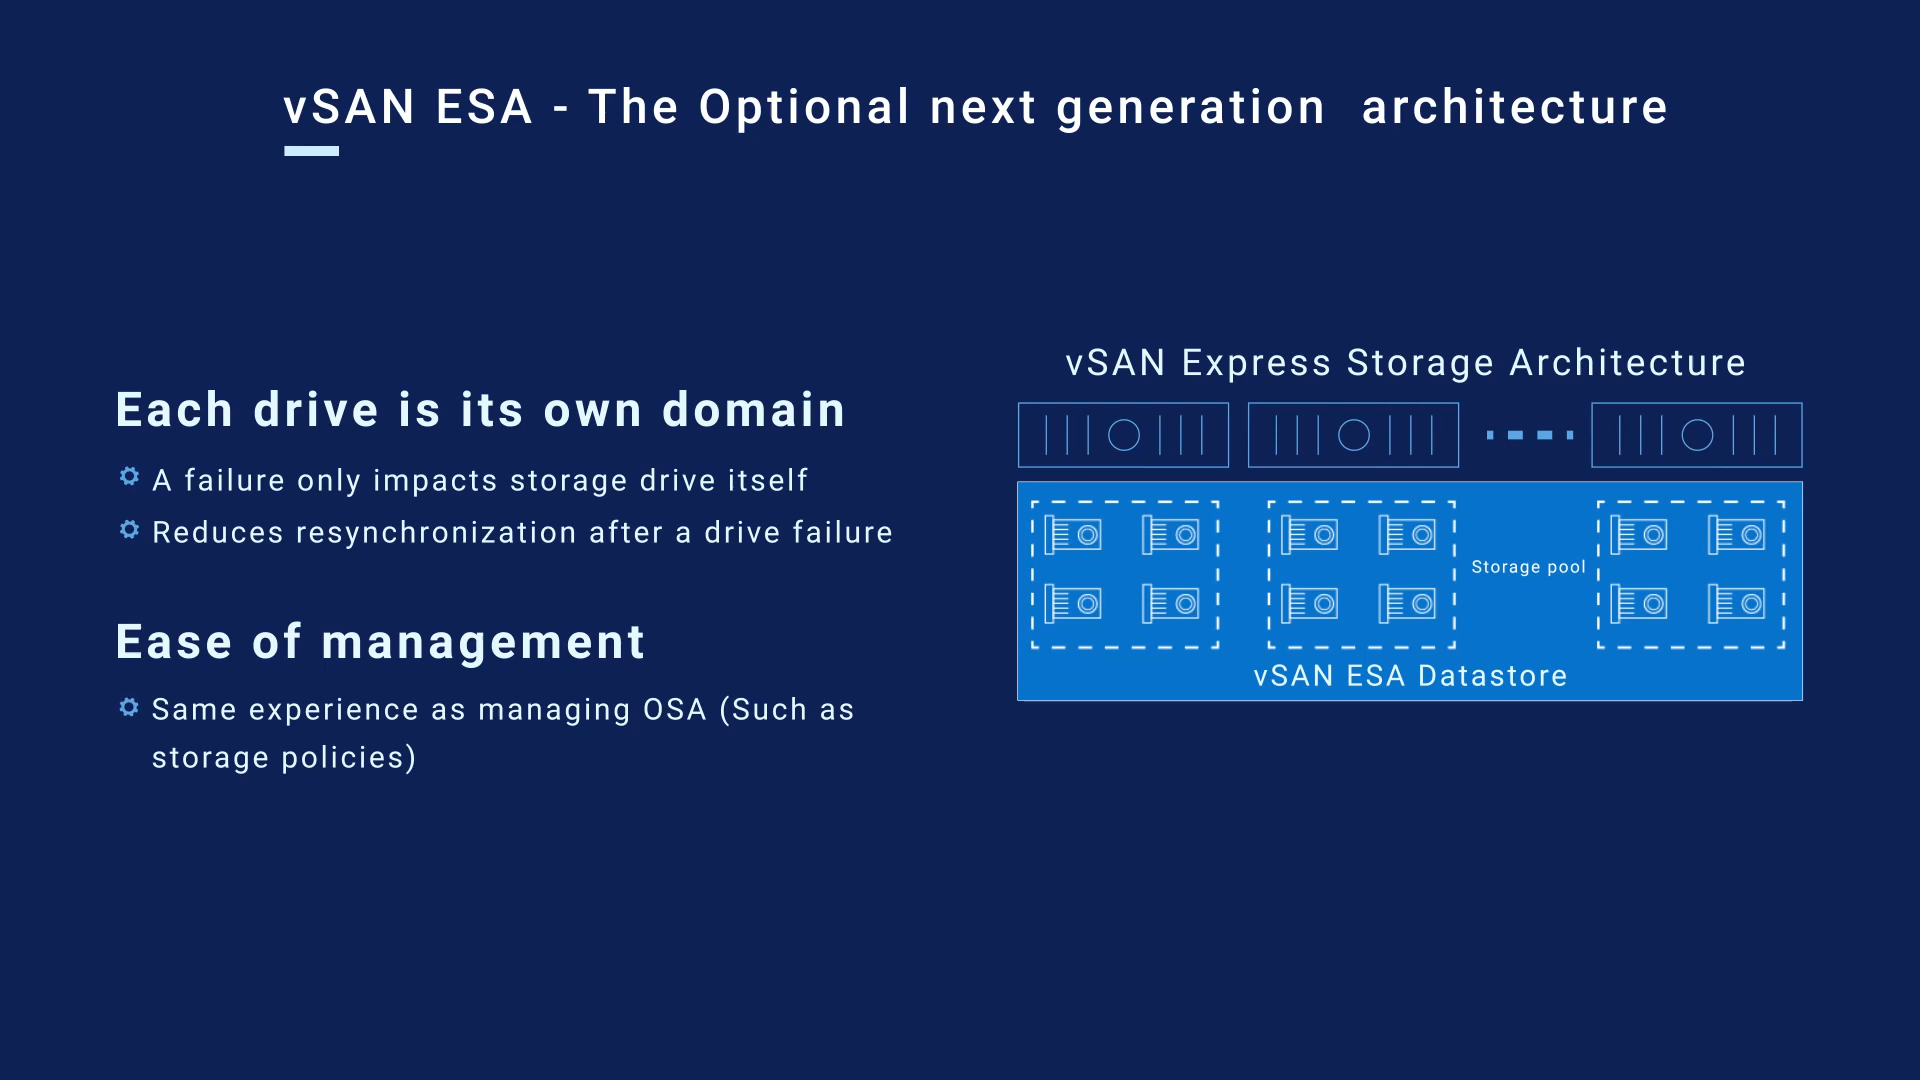 vSAN ESA - The Optional next generation  architecture
Each drive is its own domain
A failure only impacts storage drive itself
Reduces resynchronization after a drive failure
Ease of management
Same experience as managing OSA (Such as
storage policies)
vSAN Express Storage Architecture
Storage pool
vSAN ESA Datastore